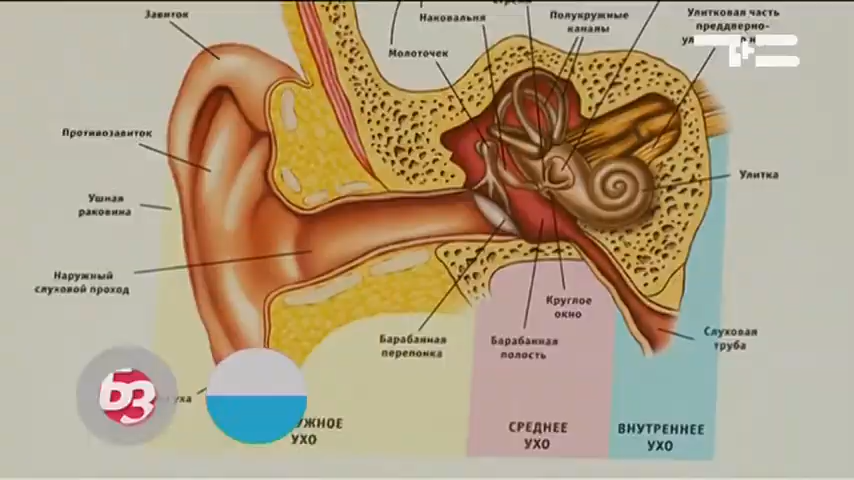 Завиток
Наковальня
Полукружные
каналы
Улитковая часть
преддверно-
Молоточек
Противозавиток
Улитка
Ушная
раковина
Наружный
слуховой проход
Круглое
окно
Барабанная
перепонка
Барабанная
полость
Слуховая
труба
СРЕДНЕЕ
УХО
ВНУТРЕННЕЕ
УХО
УХО